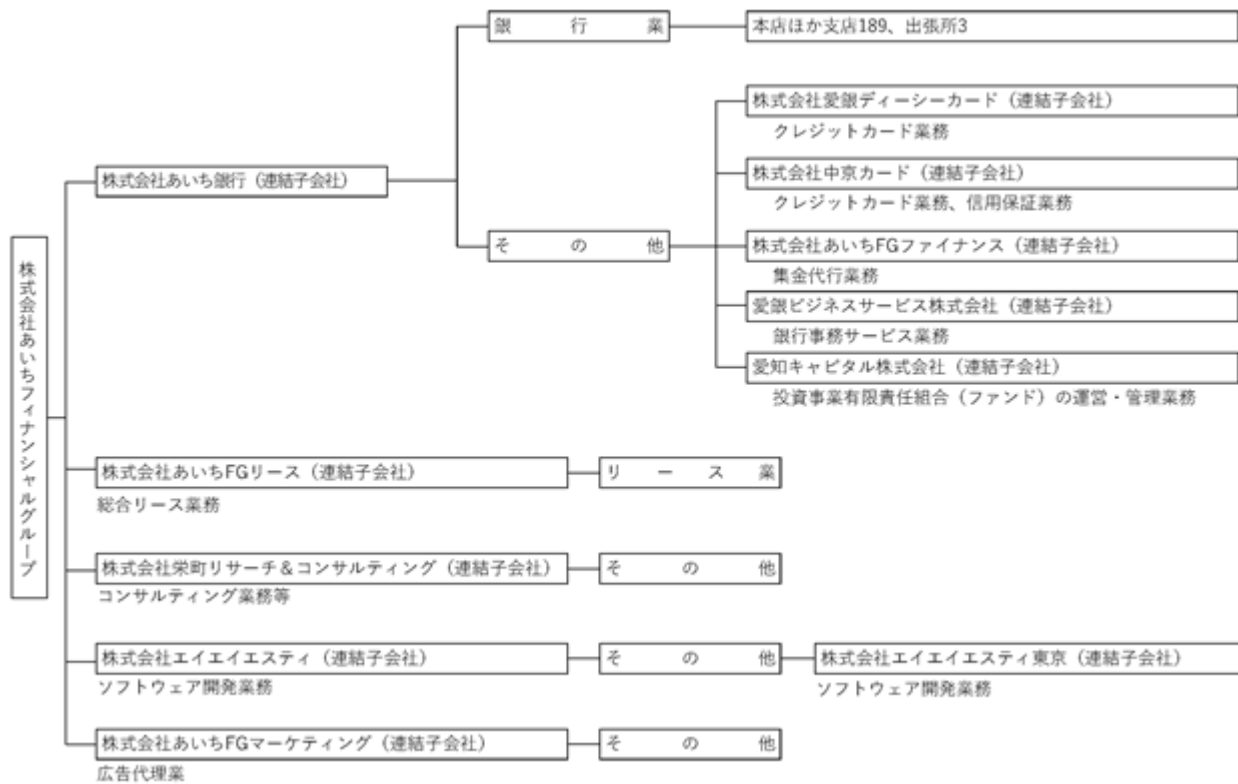 株式会社あいちフィナンシャルグループ
株式会社あいち銀行（連結子会社）
銀行業
本店ほか支店189、出張所3
その他
株式会社愛銀ディーシーカード（連結子会社）
クレジットカード業務
株式会社中京カード（連結子会社）
クレジットカード業務、信用保証業務
株式会社あいちFGファイナンス（連結子会社）
集金代行業務
愛銀ビジネスサービス株式会社（連結子会社）
銀行事務サービス業務
愛知キャピタル株式会社（連結子会社）
投資事業有限責任組合（ファンド）の運営・管理業務
株式会社あいちFGリース（連結子会社）
リース業
総合リース業務
株式会社栄町リサーチ＆コンサルティング（連結子会社）
その他
コンサルティング業務等
株式会社エイエイエスティ（連結子会社）
その他
株式会社エイエイエスティ東京（連結子会社）
ソフトウェア開発業務
ソフトウェア開発業務
株式会社あいちFGマーケティング（連結子会社）
その他
広告代理業